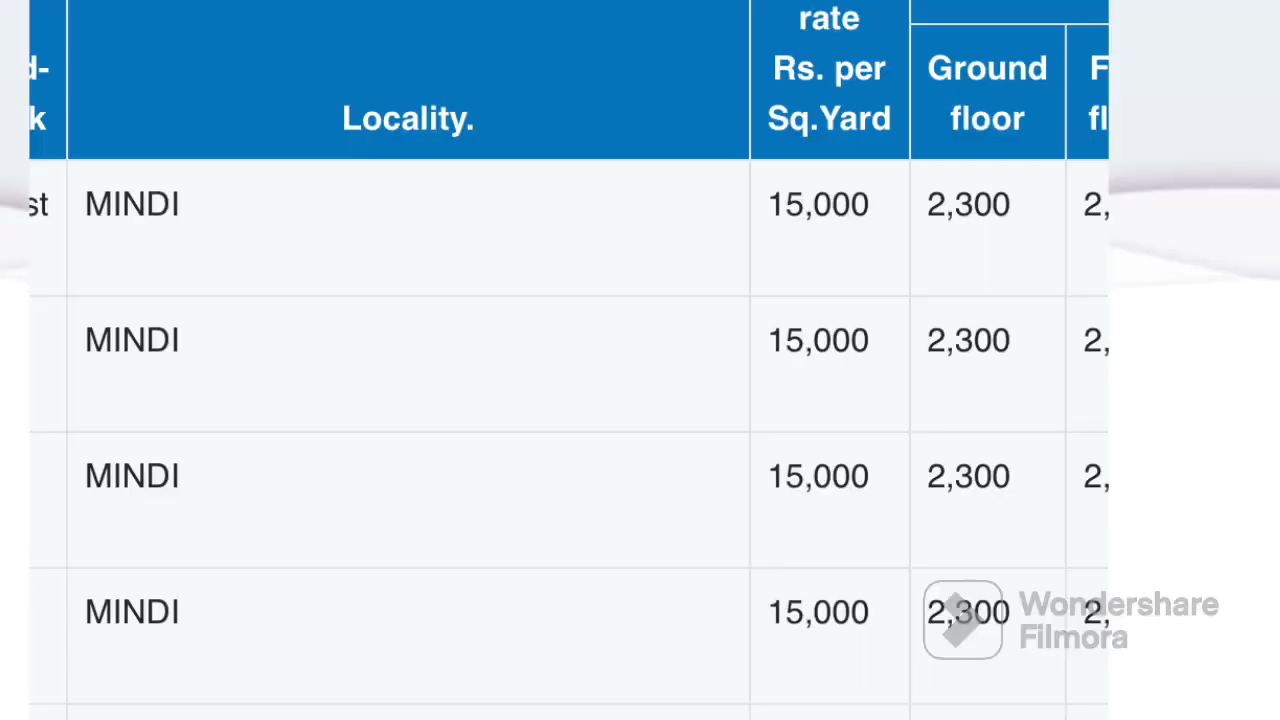 rate
Rs. per
Sq.Yard
Ground
floor
Locality.
MINDI 15,000 2,300
MINDI 15,000 2,300
MINDI 15,000 2,300
MINDI 15,000 2,300
Wondershare
Filmora